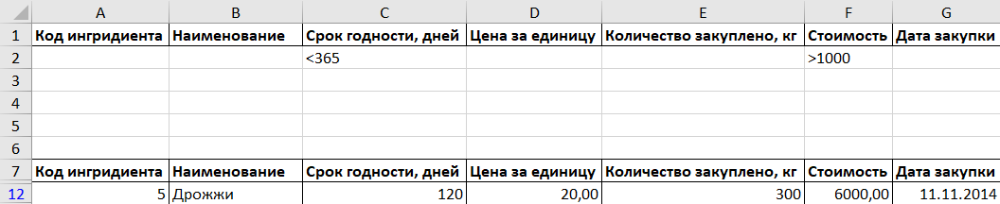 A B C D E F G
1 Код ингридиента Наименование Срок годности, дней Цена за единицу Количество закуплено, кг Стоимость Дата закупки
2 <365 >1000
3
4
5
6
7 Код ингридиента Наименование Срок годности, дней Цена за единицу Количество закуплено, кг Стоимость Дата закупки
12 5 Дрожжи 120 20,00 300 6000,00 11.11.2014